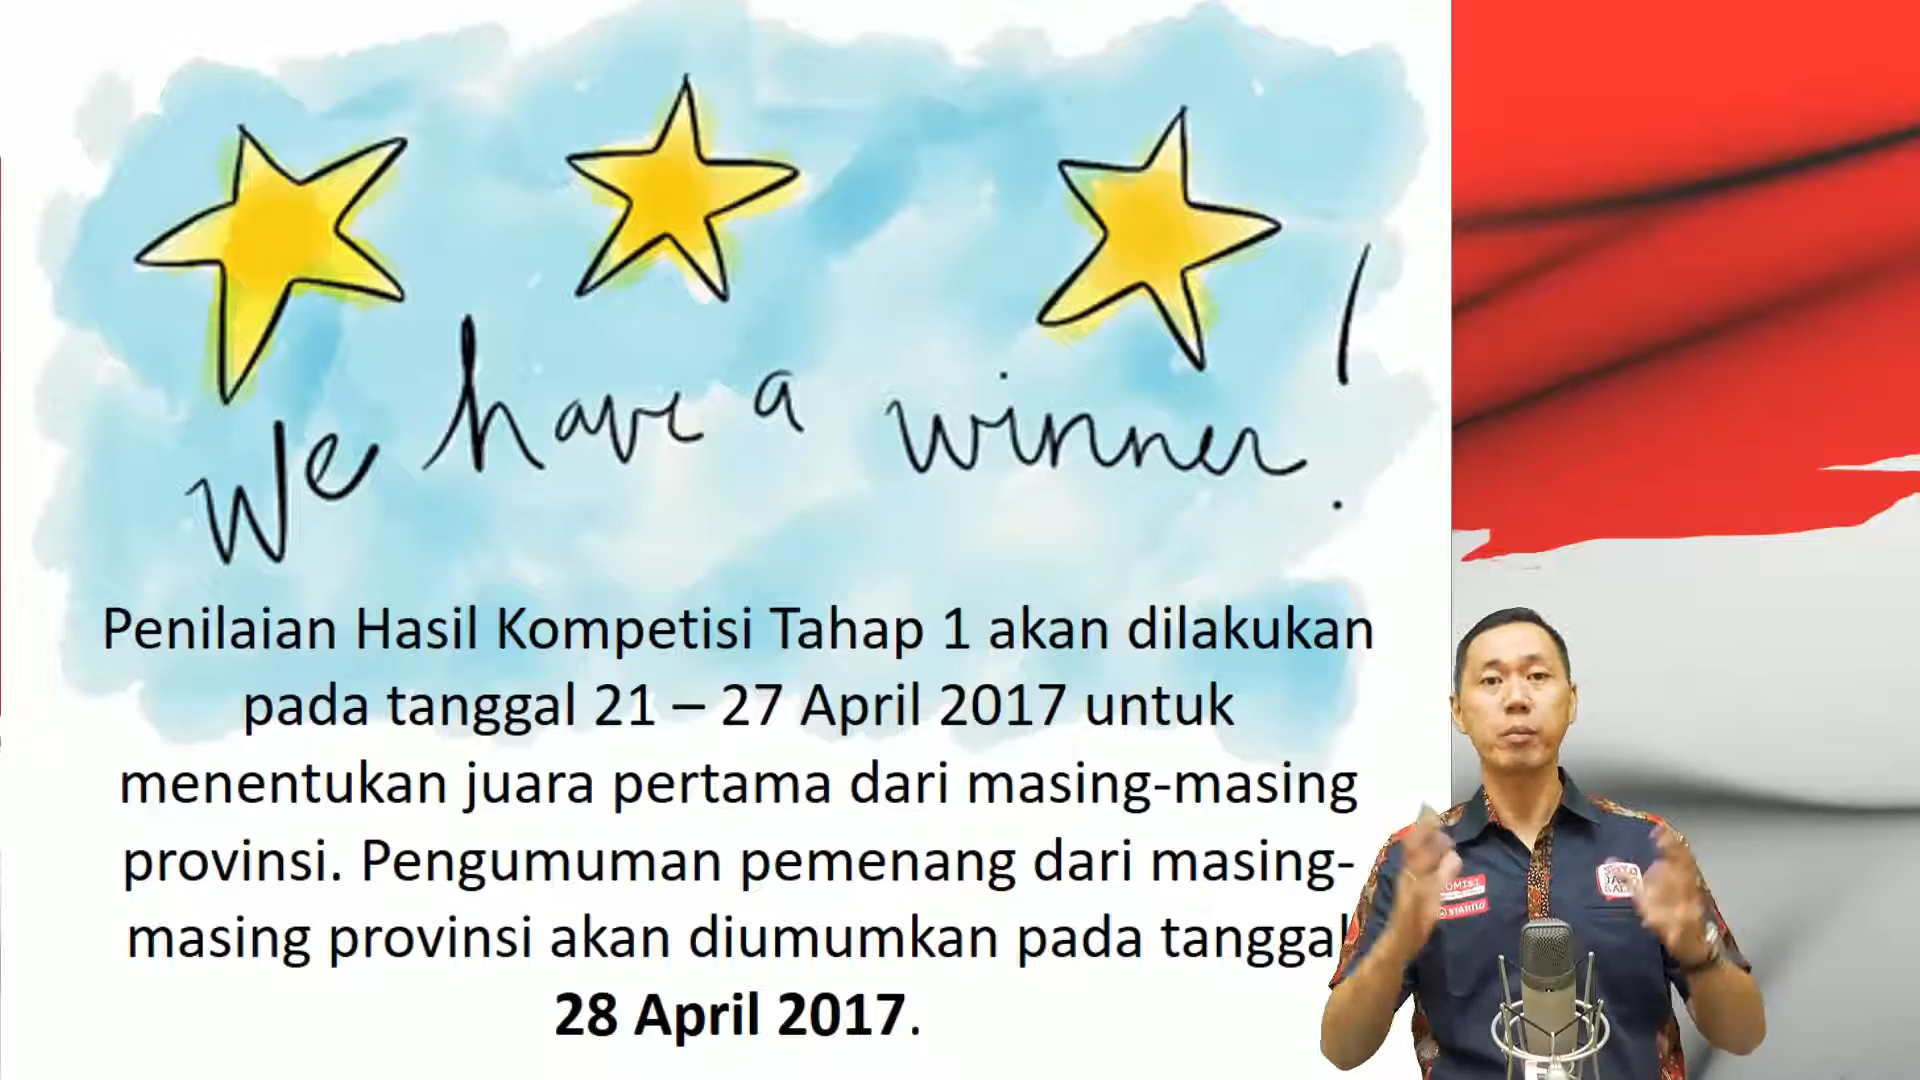 We have a winner!
Penilaian Hasil Kompetisi Tahap 1 akan dilakukan
pada tanggal 21 – 27 April 2017 untuk
menentukan juara pertama dari masing-masing
provinsi. Pengumuman pemenang dari masing-
masing provinsi akan diumumkan pada tanggal
28 April 2017.